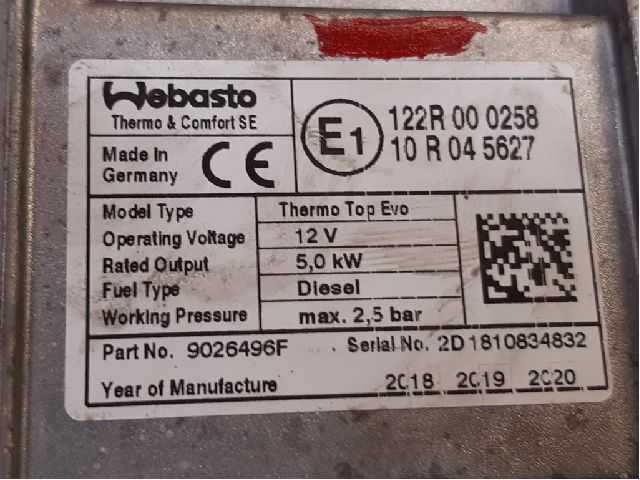 Webasto
Thermo & Comfort SE
Made In
Germany
CE
E1
122R 00 0258
10 R 04 5627
Model Type Thermo Top Evo
Operating Voltage 12 V
Rated Output 5,0 kW
Fuel Type Diesel
Working Pressure max. 2,5 bar
Part No. 9026496F Serial No. 2D1810834832
Year of Manufacture 2018 2019 2020